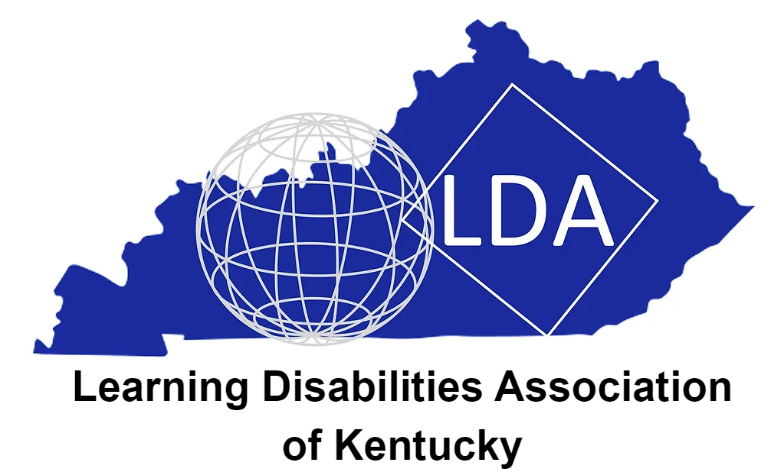 LDA
Learning Disabilities Association
of Kentucky